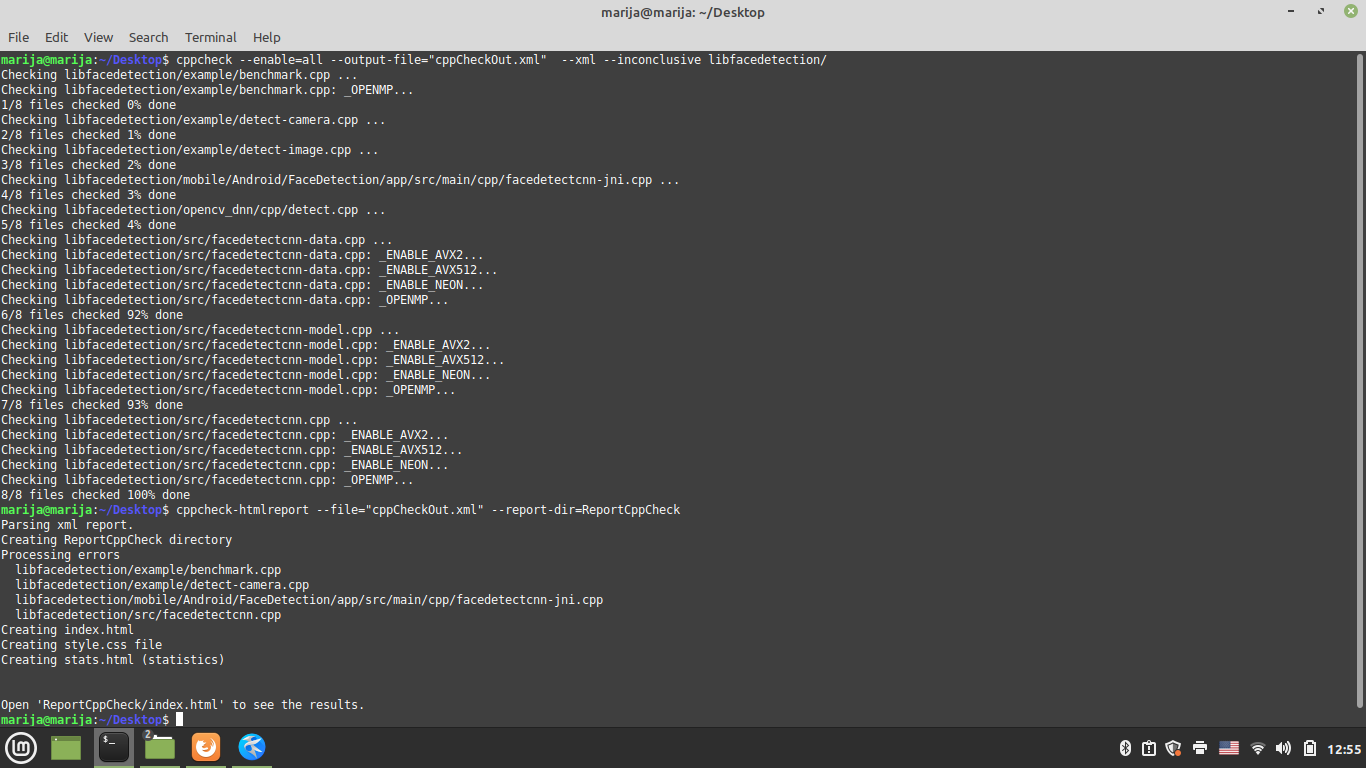 marija@marija: ~/Desktop
File Edit View Search Terminal Help
marija@marija:~/Desktop$ cppcheck --enable=all --output-file="cppCheckOut.xml"  --xml --inconclusive libfacedetection/
Checking libfacedetection/example/benchmark.cpp ...
Checking libfacedetection/example/benchmark.cpp: _OPENMP...
1/8 files checked 0% done
Checking libfacedetection/example/detect-camera.cpp ...
2/8 files checked 1% done
Checking libfacedetection/example/detect-image.cpp ...
3/8 files checked 2% done
Checking libfacedetection/mobile/Android/FaceDetection/app/src/main/cpp/facedetectcnn-jni.cpp ...
4/8 files checked 3% done
Checking libfacedetection/opencv_dnn/cpp/detect.cpp ...
5/8 files checked 4% done
Checking libfacedetection/src/facedetectcnn-data.cpp ...
Checking libfacedetection/src/facedetectcnn-data.cpp: _ENABLE_AVX2...
Checking libfacedetection/src/facedetectcnn-data.cpp: _ENABLE_AVX512...
Checking libfacedetection/src/facedetectcnn-data.cpp: _ENABLE_NEON...
Checking libfacedetection/src/facedetectcnn-data.cpp: _OPENMP...
6/8 files checked 92% done
Checking libfacedetection/src/facedetectcnn-model.cpp ...
Checking libfacedetection/src/facedetectcnn-model.cpp: _ENABLE_AVX2...
Checking libfacedetection/src/facedetectcnn-model.cpp: _ENABLE_AVX512...
Checking libfacedetection/src/facedetectcnn-model.cpp: _ENABLE_NEON...
Checking libfacedetection/src/facedetectcnn-model.cpp: _OPENMP...
7/8 files checked 93% done
Checking libfacedetection/src/facedetectcnn.cpp ...
Checking libfacedetection/src/facedetectcnn.cpp: _ENABLE_AVX2...
Checking libfacedetection/src/facedetectcnn.cpp: _ENABLE_AVX512...
Checking libfacedetection/src/facedetectcnn.cpp: _ENABLE_NEON...
Checking libfacedetection/src/facedetectcnn.cpp: _OPENMP...
8/8 files checked 100% done
marija@marija:~/Desktop$ cppcheck-htmlreport --file="cppCheckOut.xml" --report-dir=ReportCppCheck
Parsing xml report.
Creating ReportCppCheck directory
Processing errors
  libfacedetection/example/benchmark.cpp
  libfacedetection/example/detect-camera.cpp
  libfacedetection/mobile/Android/FaceDetection/app/src/main/cpp/facedetectcnn-jni.cpp
  libfacedetection/src/facedetectcnn.cpp
Creating index.html
Creating style.css file
Creating stats.html (statistics)
Open 'ReportCppCheck/index.html' to see the results.
marija@marija:~/Desktop$
$_ 2 12:55